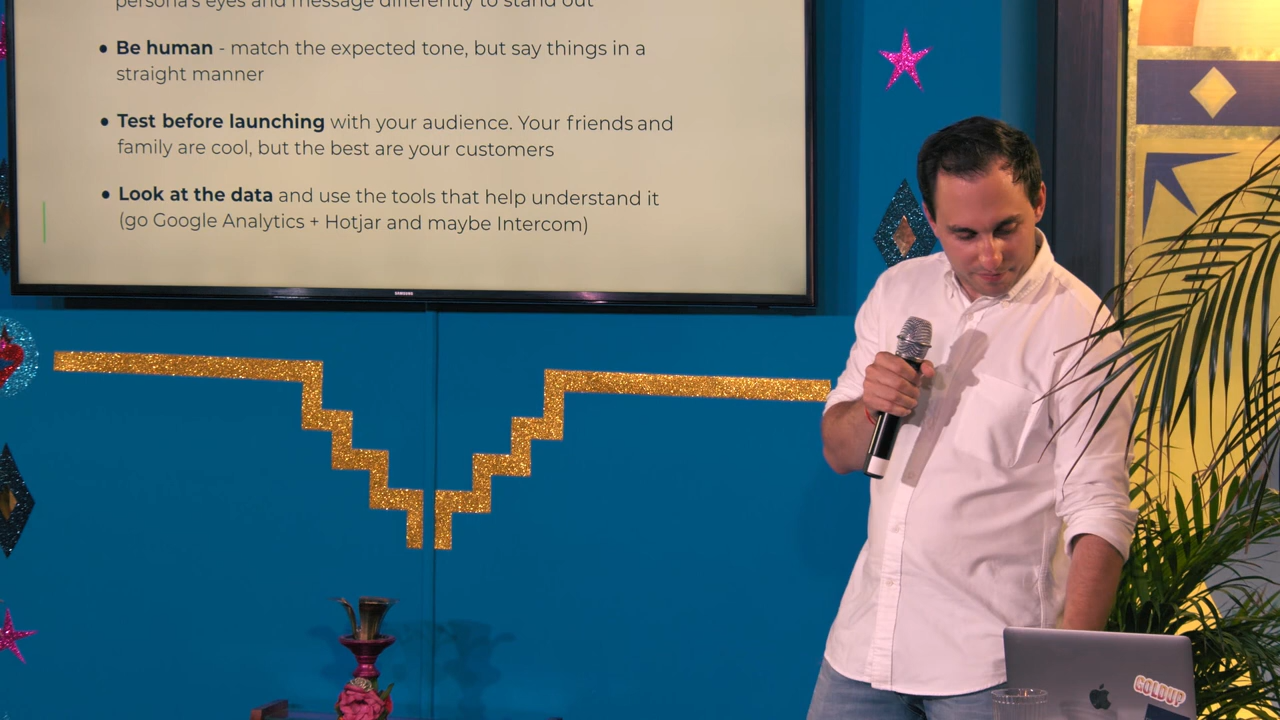 persona's eyes and message differently to stand out
• Be human - match the expected tone, but say things in a
straight manner
• Test before launching with your audience. Your friends and
family are cool, but the best are your customers
• Look at the data and use the tools that help understand it
(go Google Analytics + Hotjar and maybe Intercom)
SAMSUNG
GOLDUP